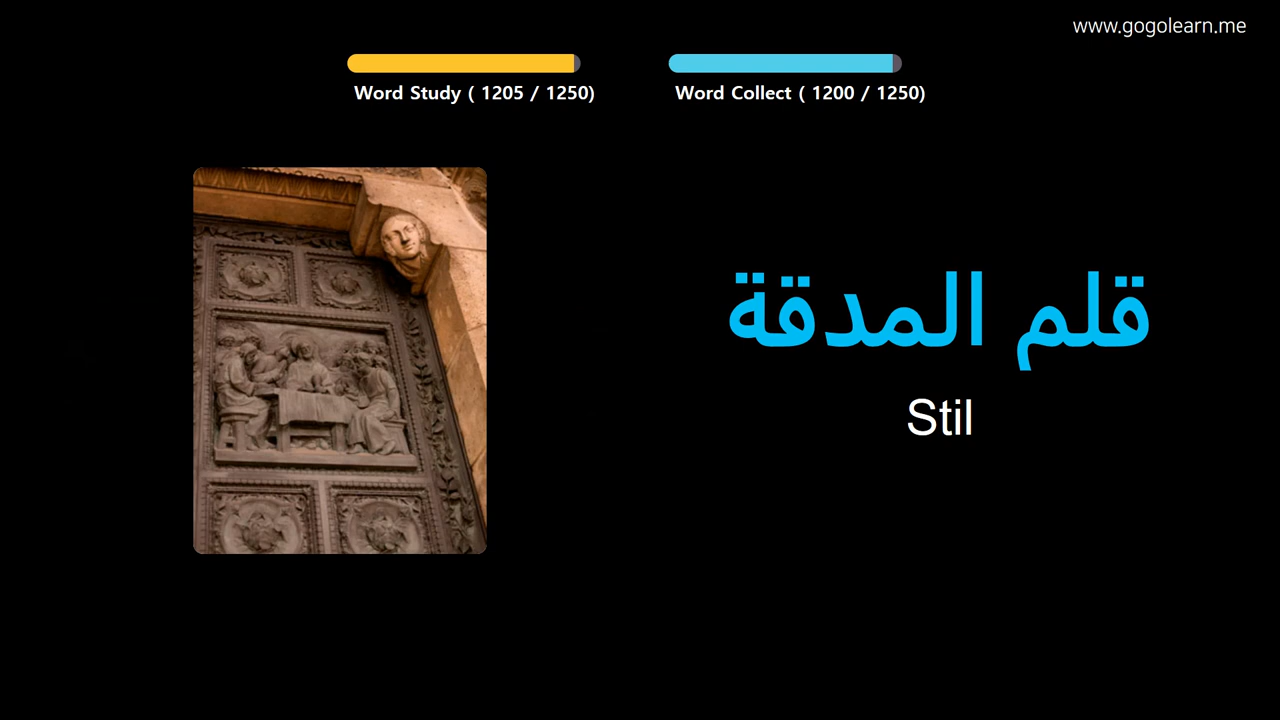 www.gogolearn.me
Word Study ( 1205 / 1250)
Word Collect ( 1200 / 1250)
قلم المدقة
Stil